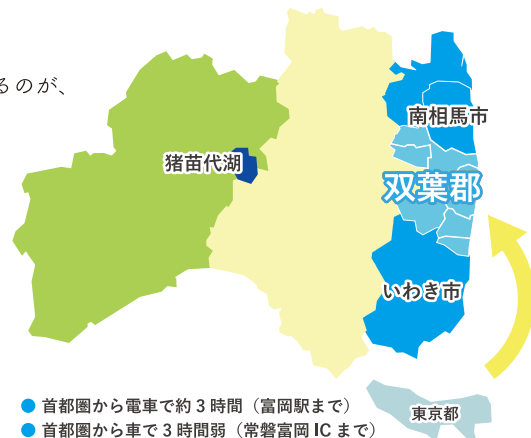 るのが、
南相馬市
猪苗代湖
双葉郡
いわき市
● 首都圏から電車で約3時間（富岡駅まで）
● 首都圏から車で3時間弱（常磐富岡ICまで）
東京都